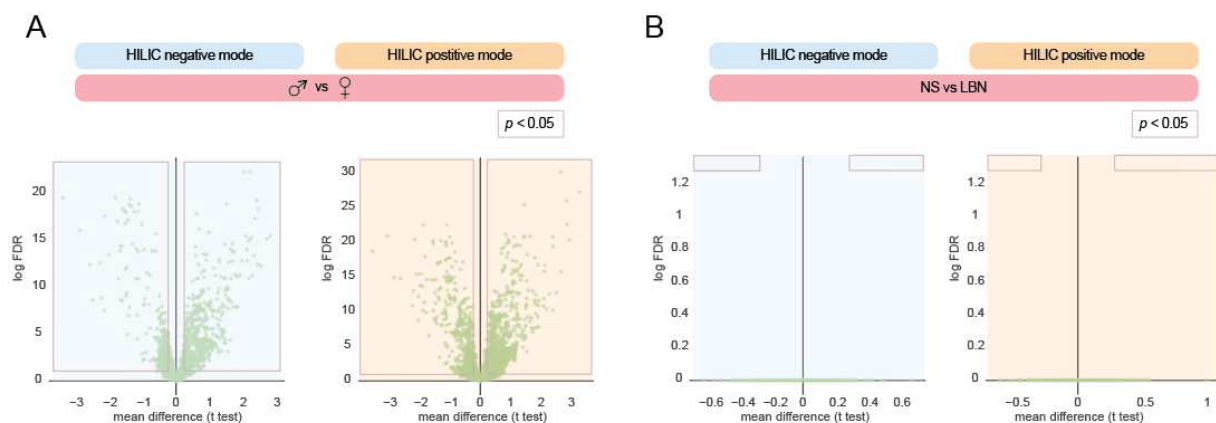 A
B
HILIC negative mode
HILIC postitive mode
♂ vs ♀
p < 0.05
HILIC negative mode
HILIC positive mode
NS vs LBN
p < 0.05
log FDR
20
15
10
5
0
−3 −2 −1 0 1 2 3
mean difference (t test)
log FDR
30
25
20
15
10
5
0
−3 −2 −1 0 1 2 3
mean difference (t test)
log FDR
1.2
1
0.8
0.6
0.4
0.2
0
−0.6 −0.4 −0.2 0 0.2 0.4 0.6
mean difference (t test)
log FDR
1.2
1
0.8
0.6
0.4
0.2
0
−0.5 0 0.5 1
mean difference (t test)